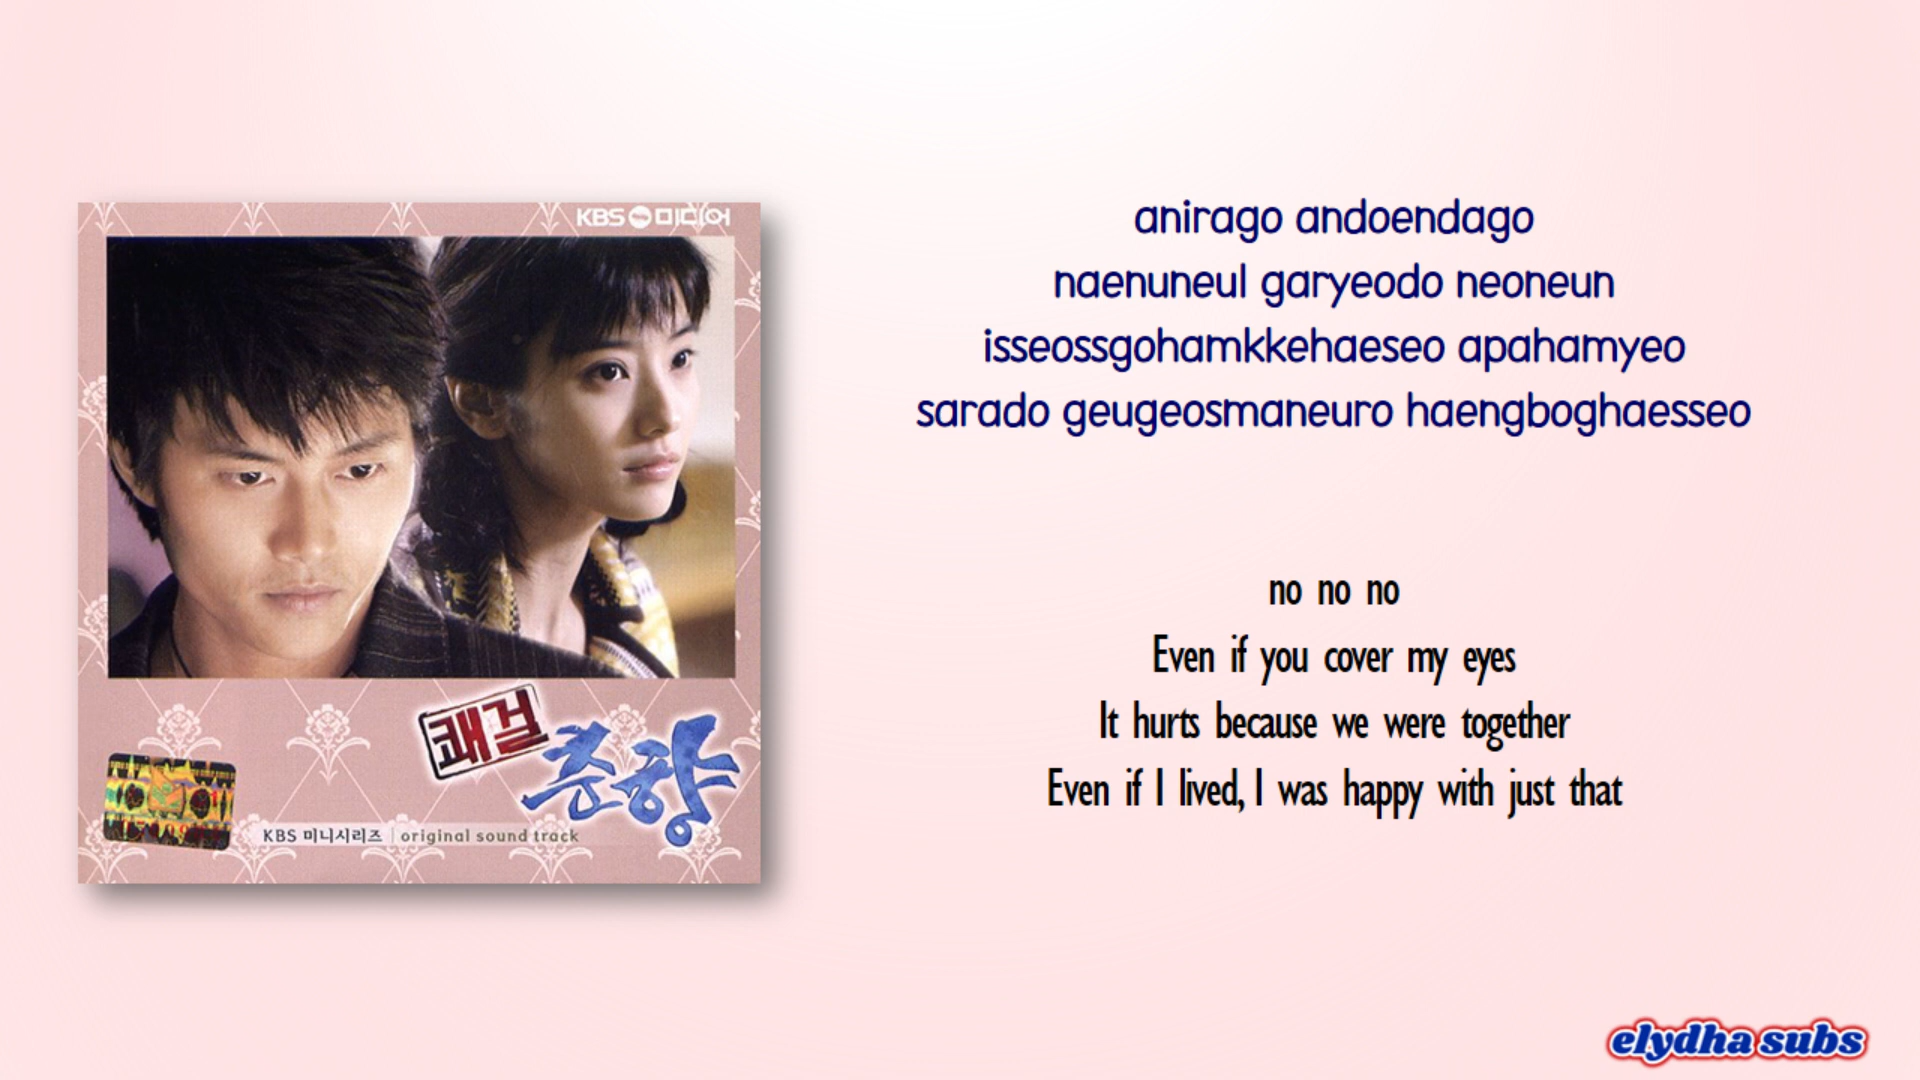 KBS 미디어
쾌걸
춘향
KBS 미니시리즈 | original sound track
anirago andoendago
naenuneul garyeodo neoneun
isseossgohamkkehaeseo apahamyeo
sarado geugeosmaneuro haengboghaesseo
no no no
Even if you cover my eyes
It hurts because we were together
Even if I lived, I was happy with just that
elydha subs